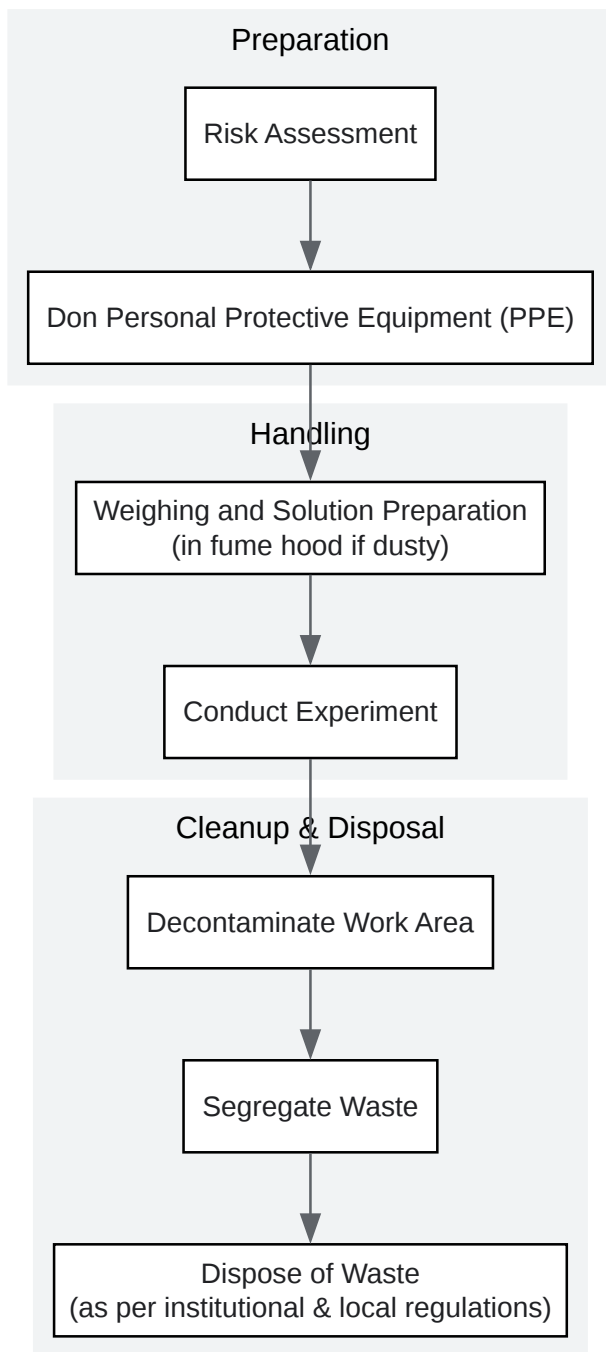 Preparation
Risk Assessment
Don Personal Protective Equipment (PPE)
Handling
Weighing and Solution Preparation
(in fume hood if dusty)
Conduct Experiment
Cleanup & Disposal
Decontaminate Work Area
Segregate Waste
Dispose of Waste
(as per institutional & local regulations)